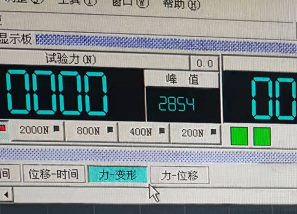 工具(T) 窗口(W) 帮助(H)
显示板
试验力(N) 00
峰 值
0000 2854 00
2000N 800N 400N 200N
间 位移-时间 力-变形 力-位移